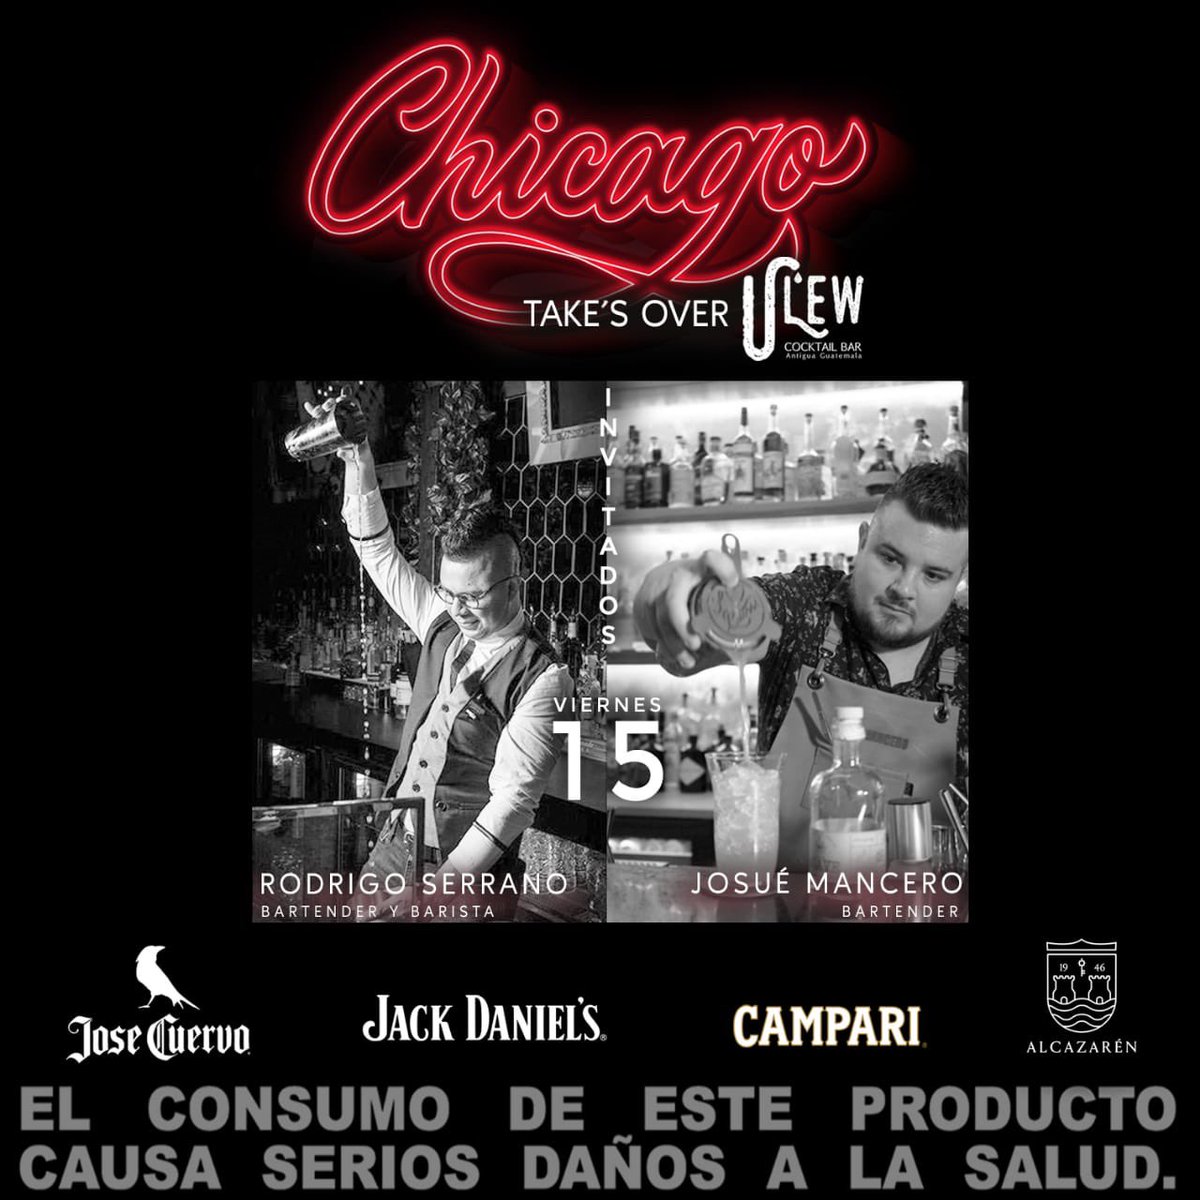 Chicago
TAKE'S OVER ULEW
COCKTAIL BAR
Antigua Guatemala
INVITADOS
VIERNES
15
RODRIGO SERRANO
BARTENDER Y BARISTA
JOSUÉ MANCERO
BARTENDER
Jose Cuervo
JACK DANIEL'S
CAMPARI
19 46
ALCAZARÉN
EL CONSUMO DE ESTE PRODUCTO
CAUSA SERIOS DAÑOS A LA SALUD.